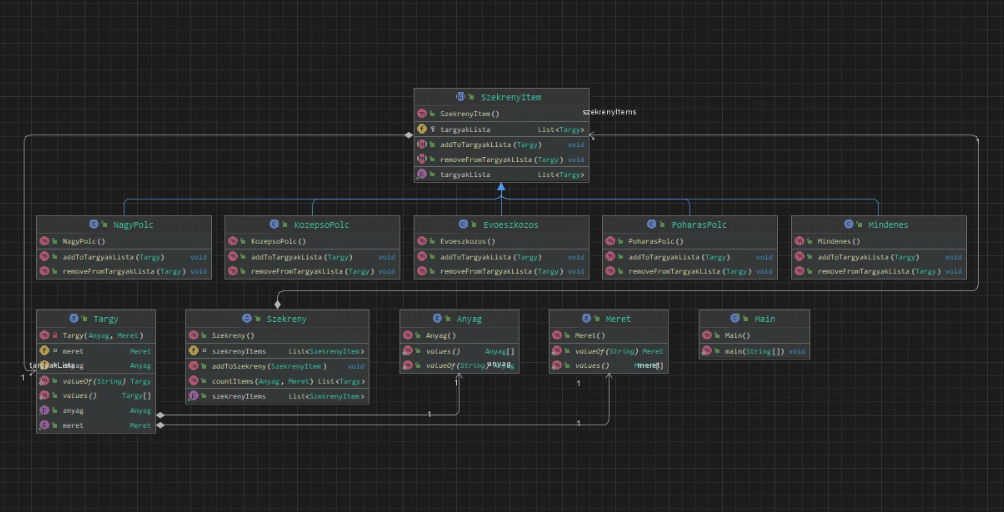 SzekrenyItem
SzekrenyItem()
szekrenyItems
targyakLista List<Targy>
addToTargyakLista(Targy) void
removeFromTargyakLista(Targy) void
targyakLista List<Targy>
NagyPolc
NagyPolc()
addToTargyakLista(Targy) void
removeFromTargyakLista(Targy) void
KozepsoPolc
KozepsoPolc()
addToTargyakLista(Targy) void
removeFromTargyakLista(Targy) void
Evoeszkozos
Evoeszkozos()
addToTargyakLista(Targy) void
removeFromTargyakLista(Targy) void
PoharasPolc
PoharasPolc()
addToTargyakLista(Targy) void
removeFromTargyakLista(Targy) void
Mindenes
Mindenes()
addToTargyakLista(Targy) void
removeFromTargyakLista(Targy) void
Targy
Targy(Anyag, Meret)
meret Meret
targyakLista Anyag
1
valueOf(String) Targy
values() Targy[]
anyag Anyag
meret Meret
Szekreny
Szekreny()
szekrenyItems List<SzekrenyItem>
addToSzekreny(SzekrenyItem) void
countItems(Anyag, Meret) List<Targy>
szekrenyItems List<SzekrenyItem>
Anyag
Anyag()
values() Anyag[]
valueOf(String) anyag
1
1
Meret
Meret()
valueOf(String) Meret
values() meret
1
1
Main
Main()
main(String[]) void